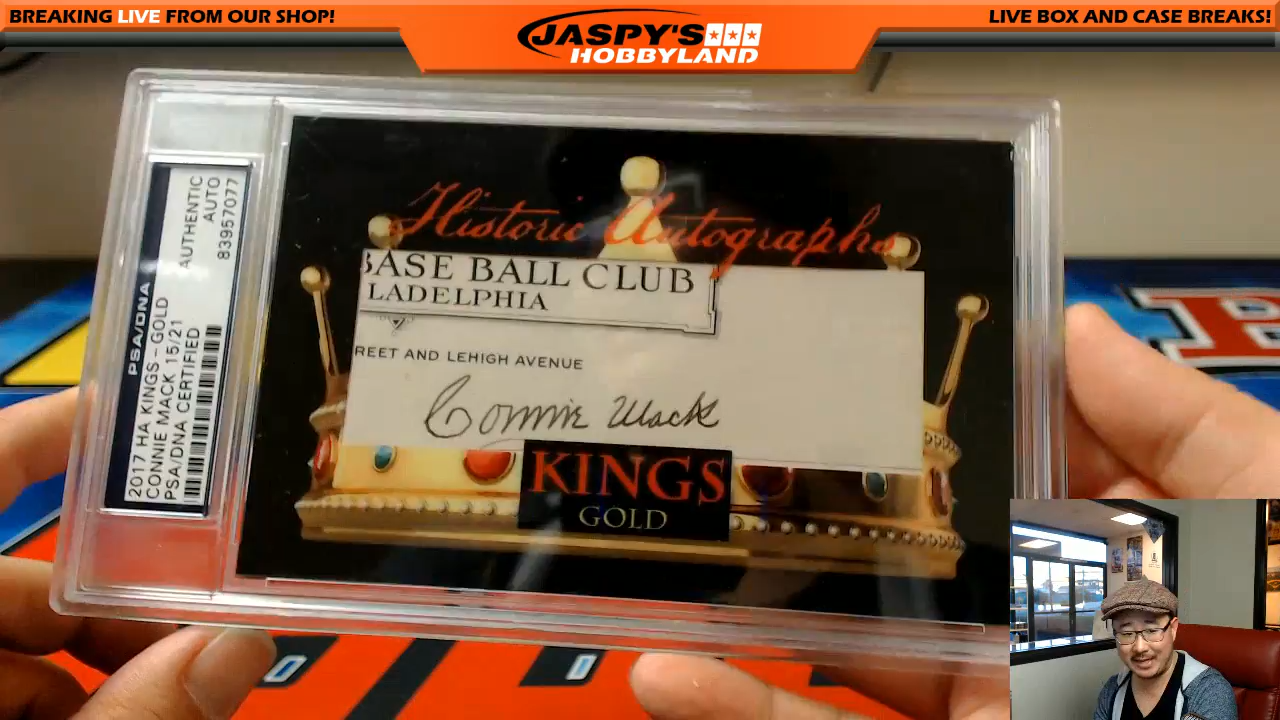 BREAKING LIVE FROM OUR SHOP!
JASPY'S
HOBBYLAND
LIVE BOX AND CASE BREAKS!
PSA/DNA
2017 HA KINGS - GOLD
CONNIE MACK 15/21
PSA/DNA CERTIFIED
AUTHENTIC
AUTO
83957077
Historic Autographs
BASE BALL CLUB
LADELPHIA
REET AND LEHIGH AVENUE
Connie Mack
KINGS
GOLD